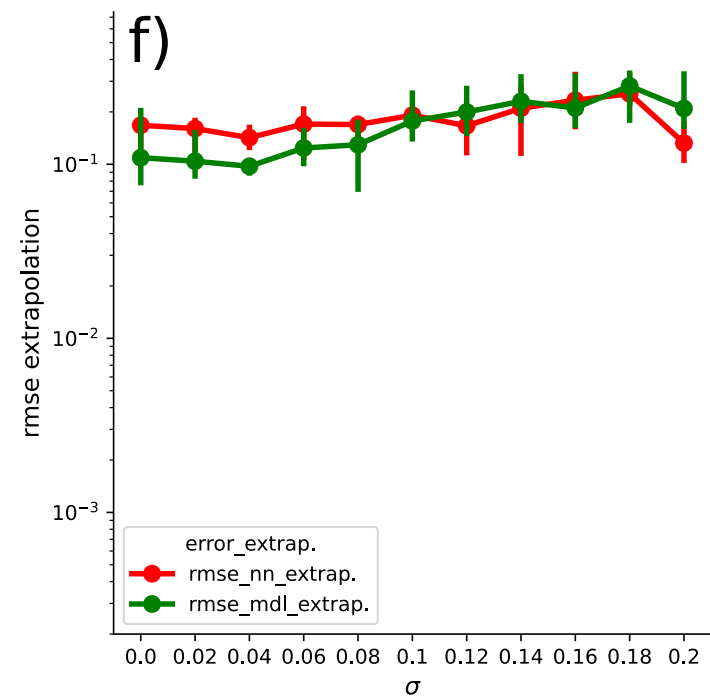 f)
rmse extrapolation
10⁻¹
10⁻²
10⁻³
error_extrap.
rmse_nn_extrap.
rmse_mdl_extrap.
0.0 0.02 0.04 0.06 0.08 0.1 0.12 0.14 0.16 0.18 0.2
σ